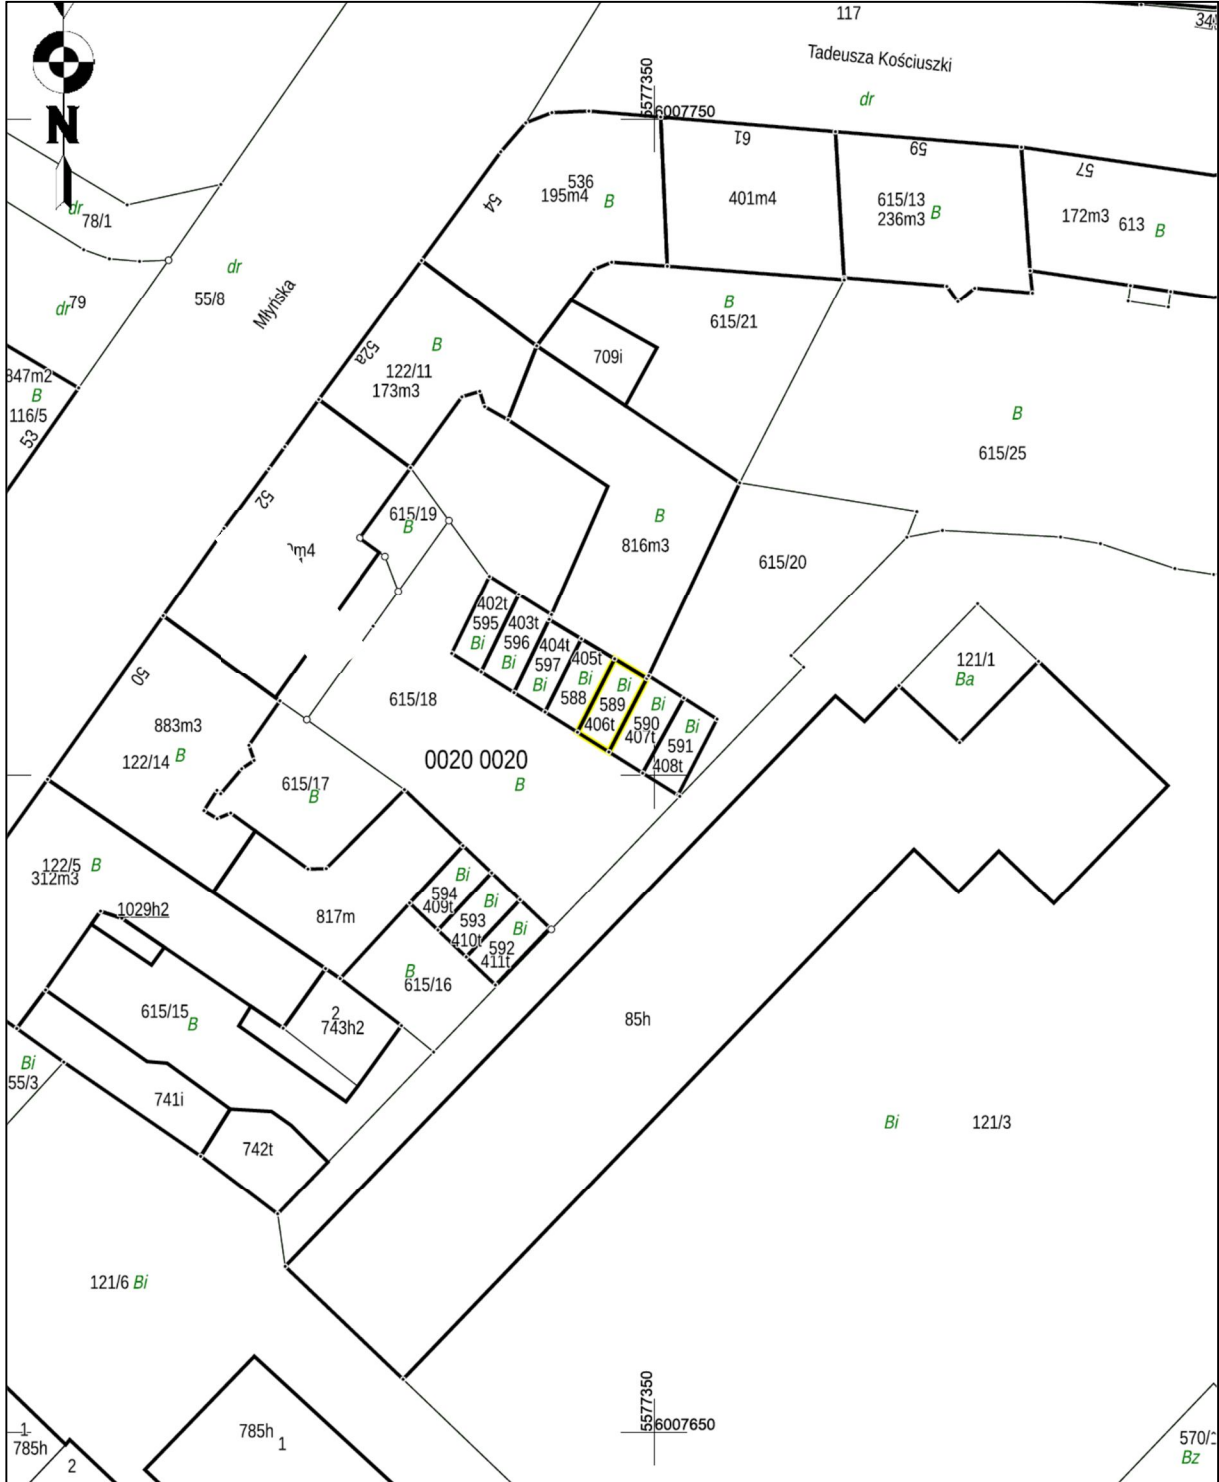 117
Tadeusza Kościuszki
dr
5577350
6007750
N
61
59
57
536
195m4
B
54
401m4
615/13
236m3
B
172m3
613
B
dr
78/1
dr
55/8
Młyńska
dr
79
B
615/21
709i
52a
B
122/11
173m3
847m2
B
116/5
53
B
615/25
52
615/19
B
B
816m3
615/20
402t
595
Bi
403t
596
Bi
404t
597
Bi
405t
Bi
588
Bi
589
406t
Bi
590
407t
Bi
591
408t
121/1
Ba
50
615/18
883m3
122/14
B
0020 0020
B
615/17
B
122/5
312m3
B
1029h2
817m
Bi
594
409t
Bi
593
410t
Bi
592
411t
B
615/16
615/15
B
2
743h2
85h
Bi
55/3
741i
742t
Bi
121/3
121/6 Bi
5577350
6007650
1
785h
2
785h
1
Bz